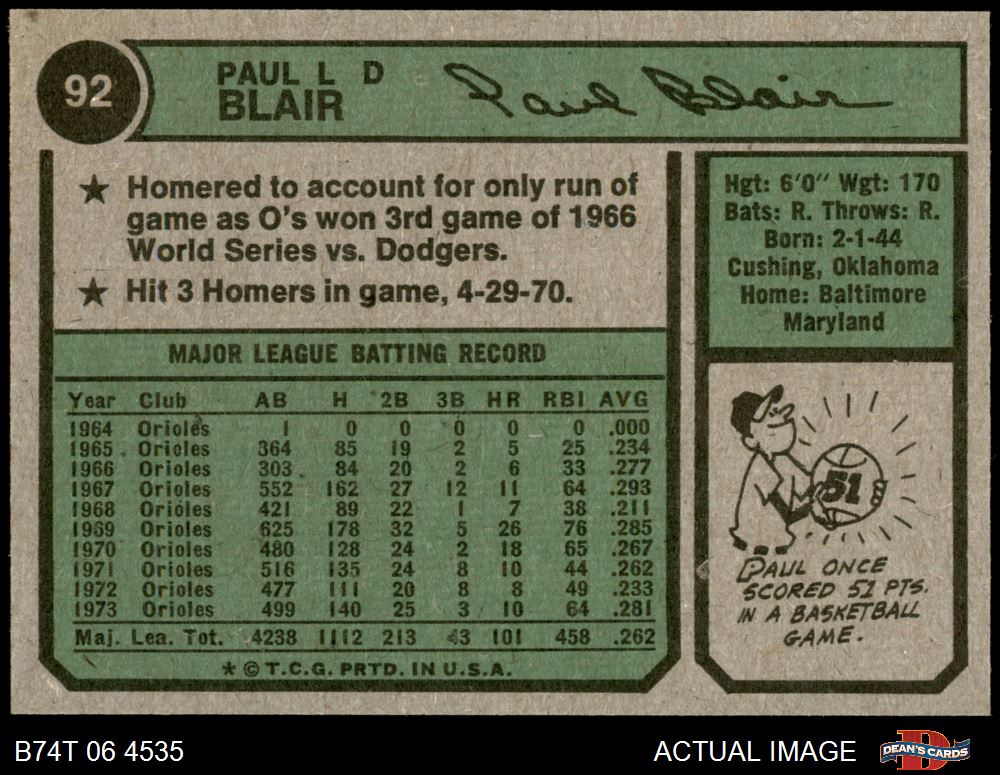 92
PAUL L D
BLAIR
Paul Blair
★ Homered to account for only run of
game as O's won 3rd game of 1966
World Series vs. Dodgers.
★ Hit 3 Homers in game, 4-29-70.
Hgt: 6'0" Wgt: 170
Bats: R. Throws: R.
Born: 2-1-44
Cushing, Oklahoma
Home: Baltimore
Maryland
MAJOR LEAGUE BATTING RECORD
Year Club AB H 2B 3B HR RBI AVG
1964 Orioles 1 0 0 0 0 0 .000
1965 Orioles 364 85 19 2 5 25 .234
1966 Orioles 303 84 20 2 6 33 .277
1967 Orioles 552 162 27 12 11 64 .293
1968 Orioles 421 89 22 1 7 38 .211
1969 Orioles 625 178 32 5 26 76 .285
1970 Orioles 480 128 24 2 18 65 .267
1971 Orioles 516 135 24 8 10 44 .262
1972 Orioles 477 111 20 8 8 49 .233
1973 Orioles 499 140 25 3 10 64 .281
Maj. Lea. Tot. 4238 1112 213 43 101 458 .262
* © T.C.G. PRTD. IN U.S.A.
51
PAUL ONCE
SCORED 51 PTS.
IN A BASKETBALL
GAME.
B74T 06 4535
ACTUAL IMAGE
D
DEAN'S CARDS